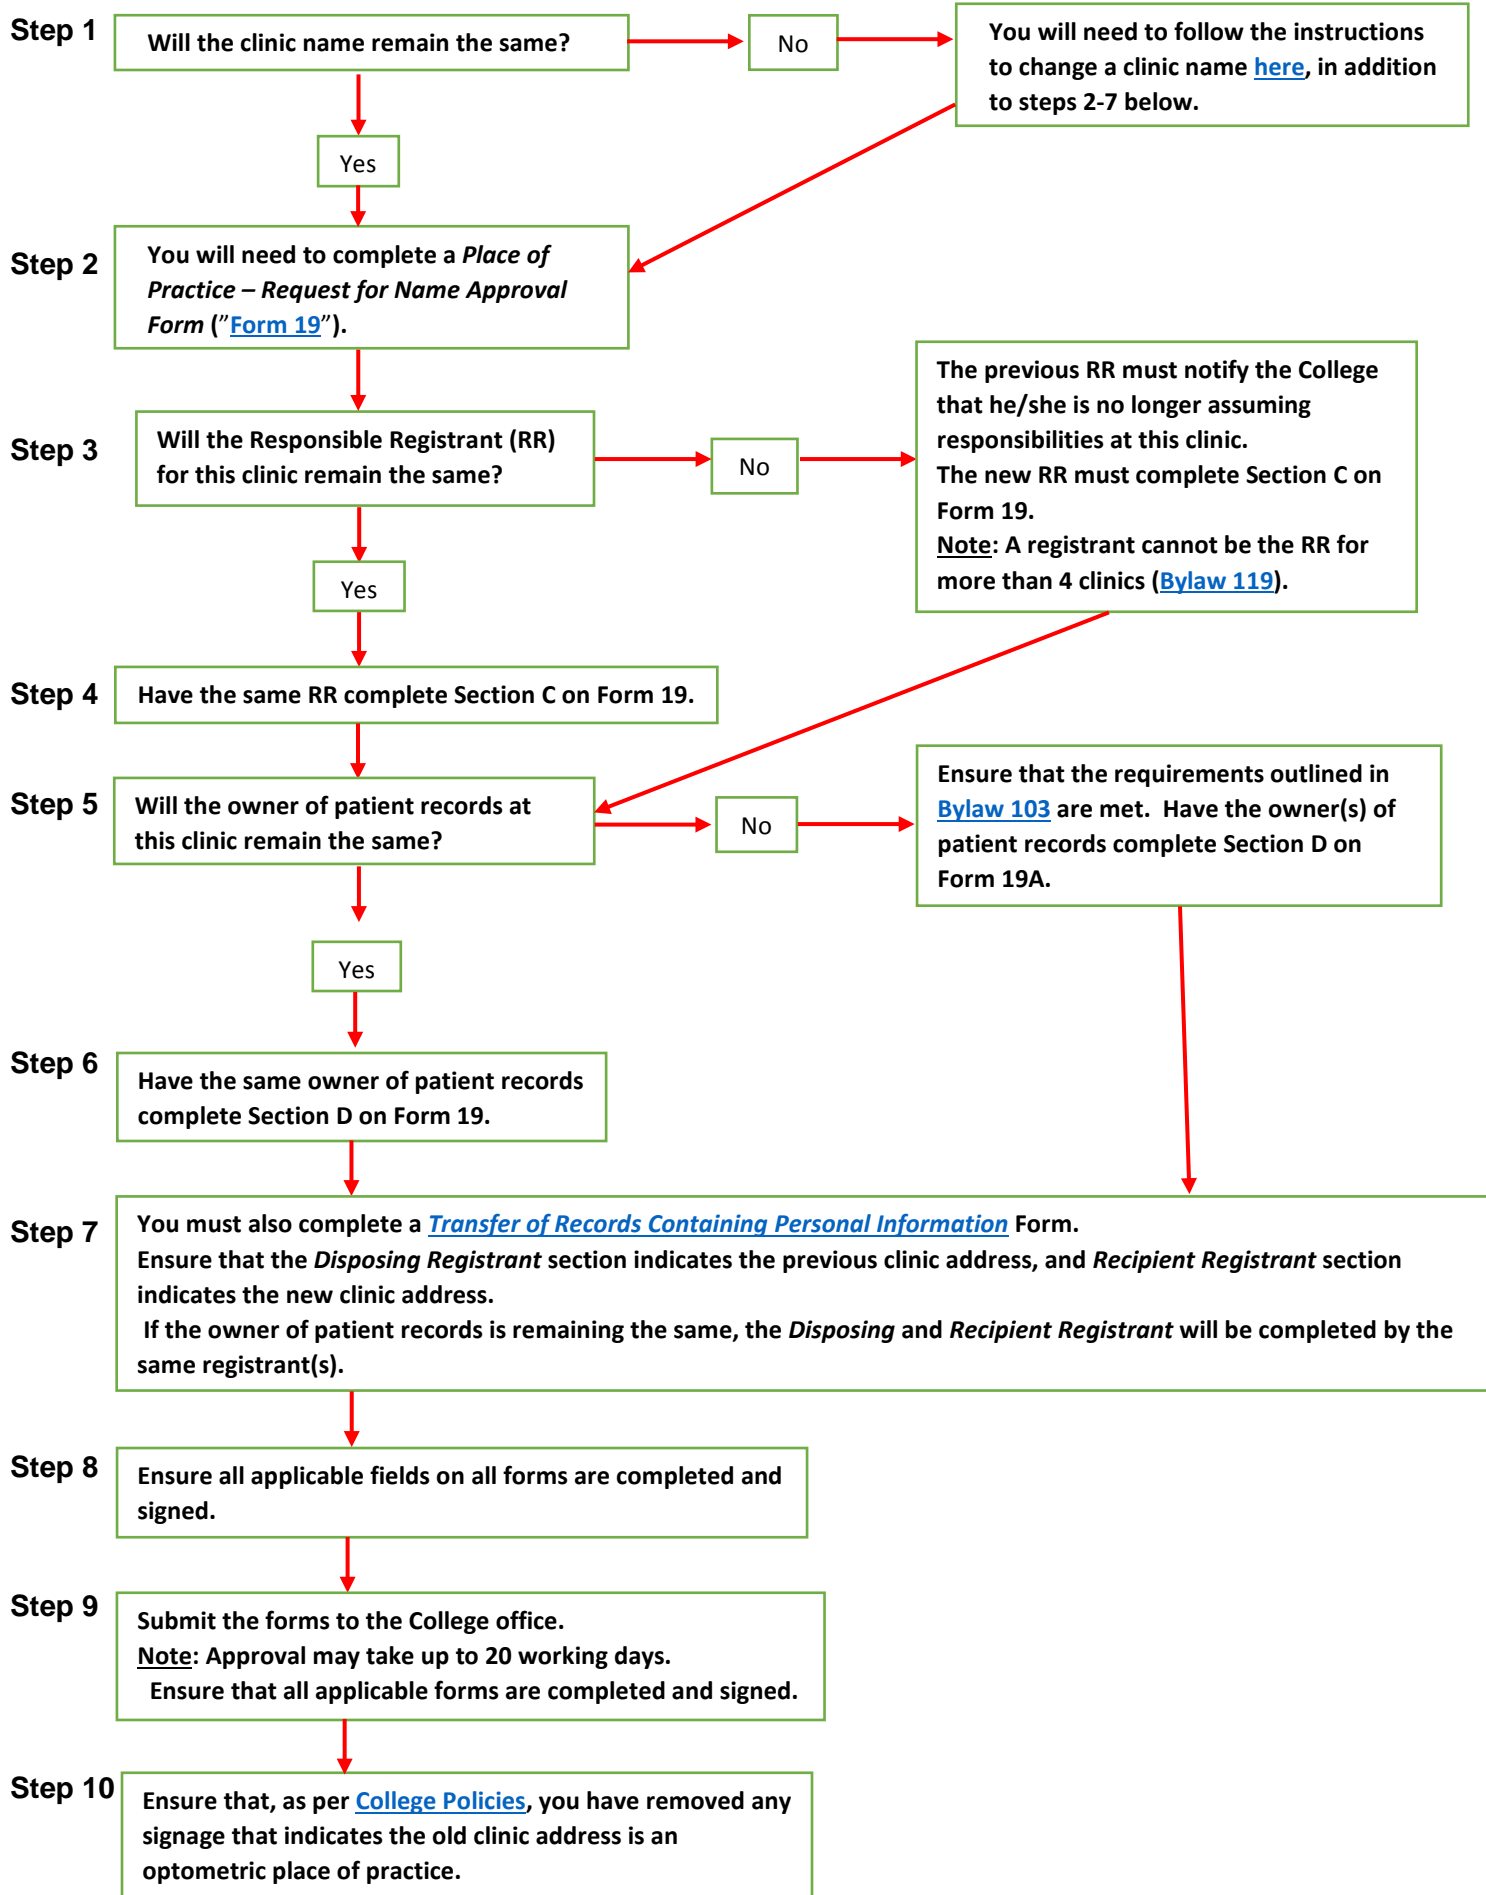 Step 1
Will the clinic name remain the same?
No
You will need to follow the instructions
to change a clinic name here, in addition
to steps 2-7 below.
Yes
Step 2
You will need to complete a Place of
Practice – Request for Name Approval
Form (”Form 19”).
Step 3
Will the Responsible Registrant (RR)
for this clinic remain the same?
No
The previous RR must notify the College
that he/she is no longer assuming
responsibilities at this clinic.
The new RR must complete Section C on
Form 19.
Note: A registrant cannot be the RR for
more than 4 clinics (Bylaw 119).
Yes
Step 4
Have the same RR complete Section C on Form 19.
Step 5
Will the owner of patient records at
this clinic remain the same?
No
Ensure that the requirements outlined in
Bylaw 103 are met.  Have the owner(s) of
patient records complete Section D on
Form 19A.
Yes
Step 6
Have the same owner of patient records
complete Section D on Form 19.
Step 7
You must also complete a Transfer of Records Containing Personal Information Form.
Ensure that the Disposing Registrant section indicates the previous clinic address, and Recipient Registrant section
indicates the new clinic address.
If the owner of patient records is remaining the same, the Disposing and Recipient Registrant will be completed by the
same registrant(s).
Step 8
Ensure all applicable fields on all forms are completed and
signed.
Step 9
Submit the forms to the College office.
Note: Approval may take up to 20 working days.
Ensure that all applicable forms are completed and signed.
Step 10
Ensure that, as per College Policies, you have removed any
signage that indicates the old clinic address is an
optometric place of practice.